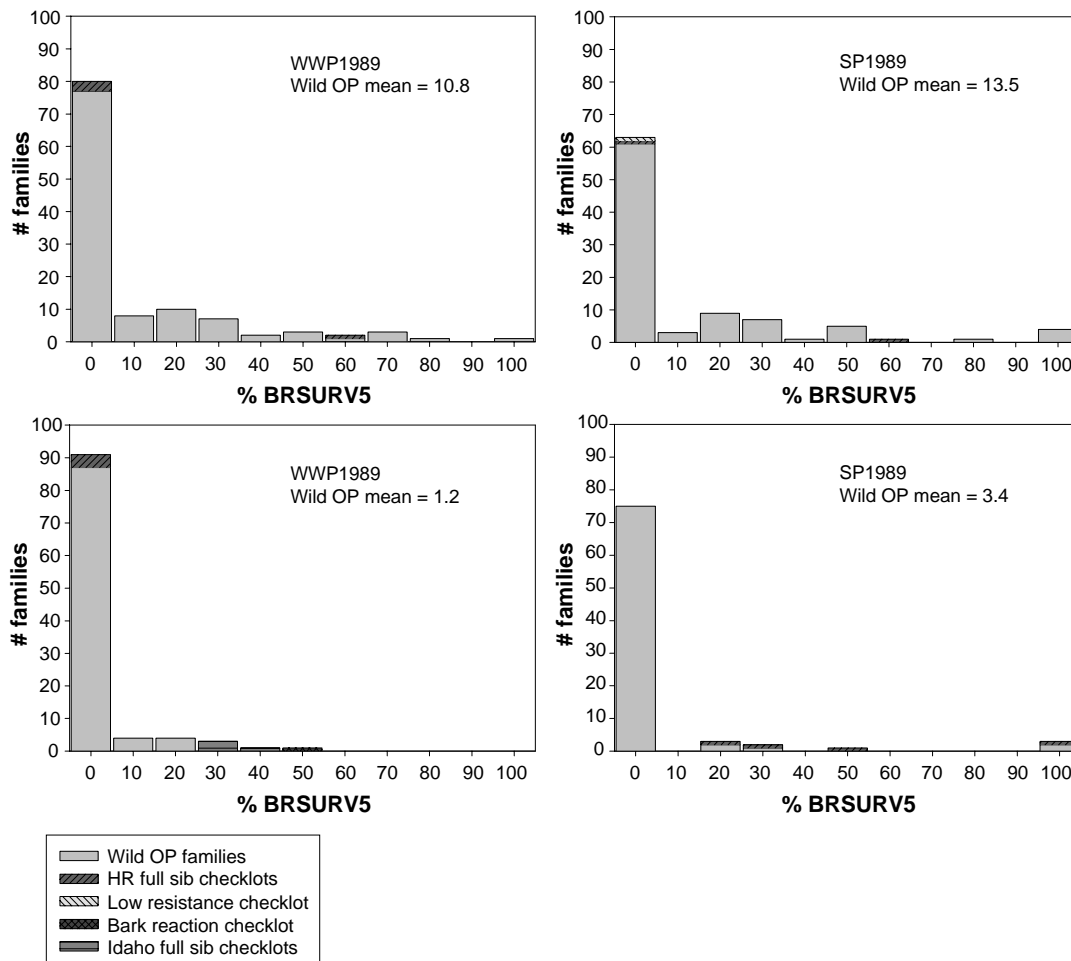 100
90
80
70
60
50
40
30
20
10
0
# families
WWP1989
Wild OP mean = 10.8
0 10 20 30 40 50 60 70 80 90 100
% BRSURV5
100
90
80
70
60
50
40
30
20
10
0
# families
SP1989
Wild OP mean = 13.5
0 10 20 30 40 50 60 70 80 90 100
% BRSURV5
100
90
80
70
60
50
40
30
20
10
0
# families
WWP1989
Wild OP mean = 1.2
0 10 20 30 40 50 60 70 80 90 100
% BRSURV5
100
90
80
70
60
50
40
30
20
10
0
# families
SP1989
Wild OP mean = 3.4
0 10 20 30 40 50 60 70 80 90 100
% BRSURV5
Wild OP families
HR full sib checklots
Low resistance checklot
Bark reaction checklot
Idaho full sib checklots